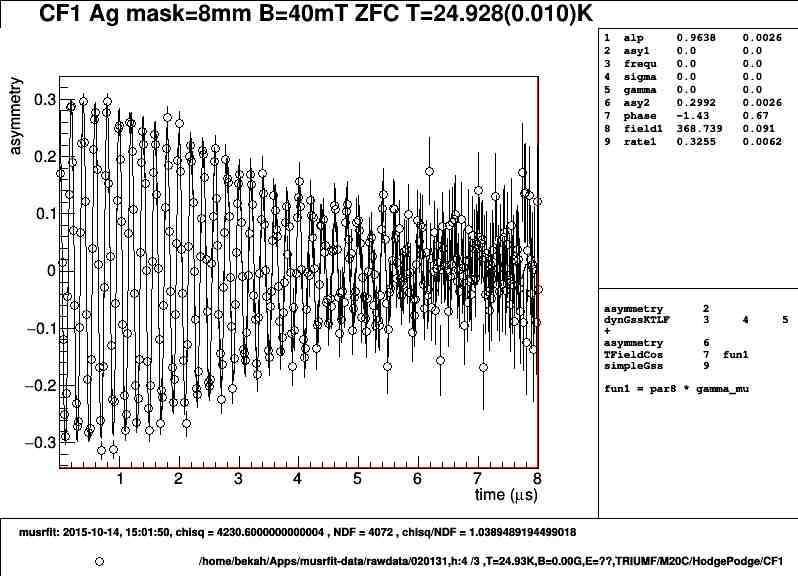 CF1 Ag mask=8mm B=40mT ZFC T=24.928(0.010)K
1 alp 0.9638 0.0026
2 asy1 0.0 0.0
3 frequ 0.0 0.0
4 sigma 0.0 0.0
5 gamma 0.0 0.0
6 asy2 0.2992 0.0026
7 phase -1.43 0.67
8 field1 368.739 0.091
9 rate1 0.3255 0.0062
asymmetry
0.3
0.2
0.1
0
−0.1
−0.2
−0.3
1 2 3 4 5 6 7 8
time (μs)
asymmetry 2
dynGssKTLF 3 4 5
+
asymmetry 6
TFieldCos 7 fun1
simpleGss 9
fun1 = par8 * gamma_mu
musrfit: 2015-10-14, 15:01:50, chisq = 4230.6000000000004 , NDF = 4072 , chisq/NDF = 1.0389489194499018
/home/bekah/Apps/musrfit-data/rawdata/020131,h:4 /3 ,T=24.93K,B=0.00G,E=??,TRIUMF/M20C/HodgePodge/CF1